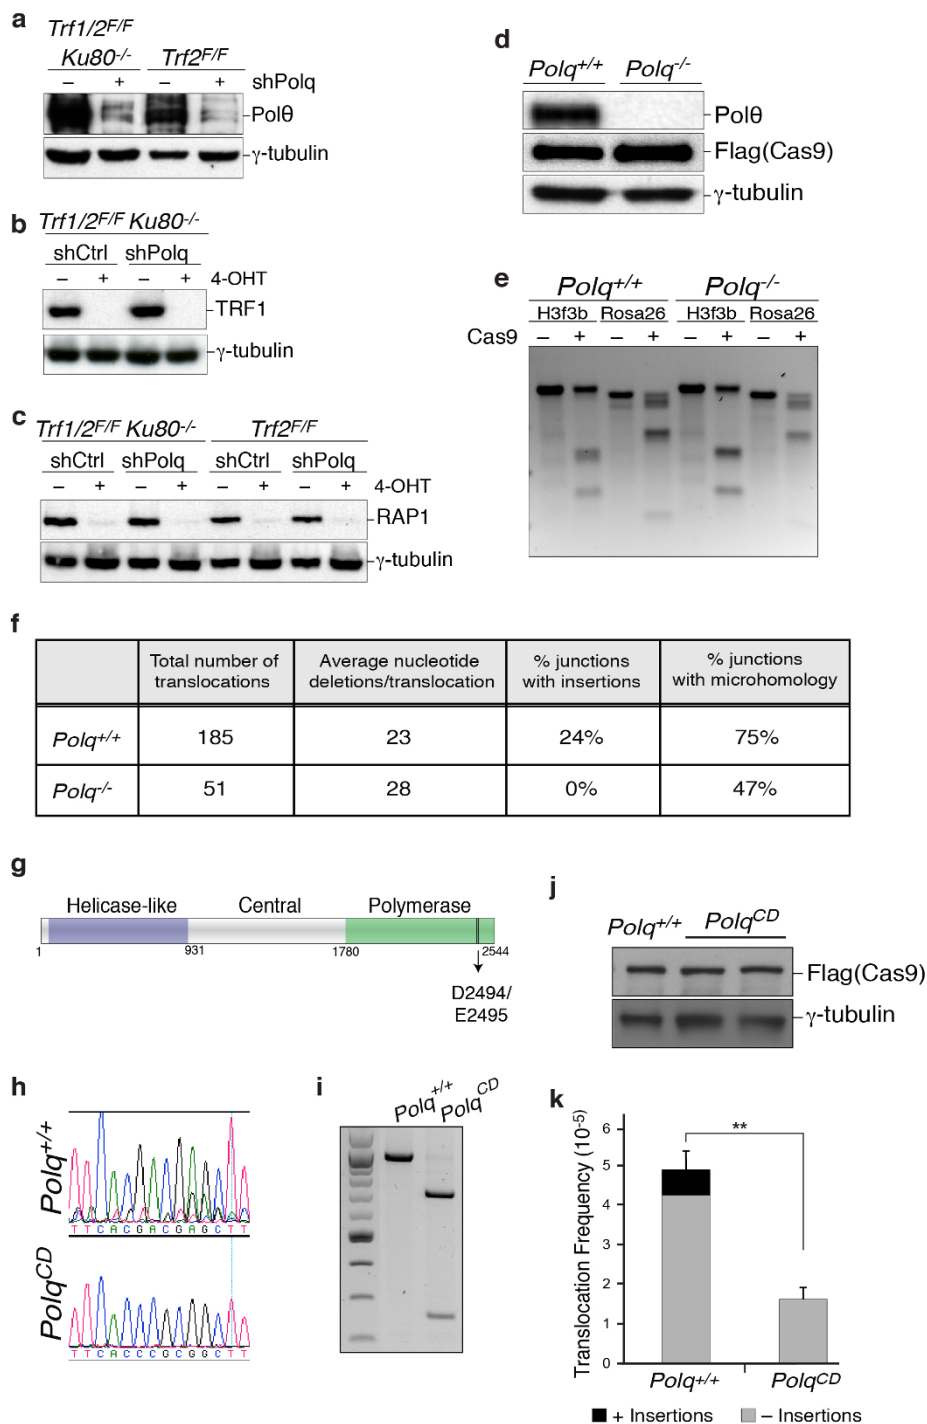 a
Trf1/2F/F
Ku80-/- Trf2F/F
– + – + shPolq
Polθ
γ-tubulin
b
Trf1/2F/F Ku80-/-
shCtrl shPolq
– + – + 4-OHT
TRF1
γ-tubulin
c
Trf1/2F/F Ku80-/- Trf2F/F
shCtrl shPolq shCtrl shPolq
– + – + – + – + 4-OHT
RAP1
γ-tubulin
d
Polq+/+ Polq-/-
Polθ
Flag(Cas9)
γ-tubulin
e
Polq+/+ Polq-/-
H3f3b Rosa26 H3f3b Rosa26
Cas9 – + – + – + – +
f
Total number of translocations
Average nucleotide deletions/translocation
% junctions with insertions
% junctions with microhomology
Polq+/+ 185 23 24% 75%
Polq-/- 51 28 0% 47%
g
Helicase-like Central Polymerase
1 931 1780 2544
D2494/
E2495
h
Polq+/+
TTCACGACGAGCTT
PolqCD
TTCACCCGCGGCTT
i
Polq+/+
PolqCD
j
Polq+/+ PolqCD
Flag(Cas9)
γ-tubulin
k
Translocation Frequency (10-5)
6
5
4
3
2
1
0
**
Polq+/+ PolqCD
+ Insertions – Insertions